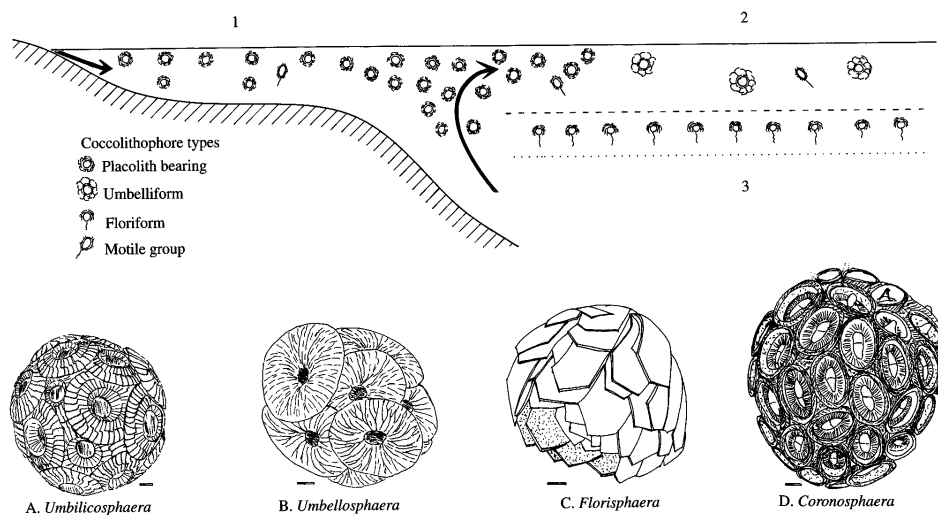 1
2
Coccolithophore types
Placolith bearing
Umbelliform
Floriform
Motile group
3
A. Umbilicosphaera
B. Umbellosphaera
C. Florisphaera
D. Coronosphaera